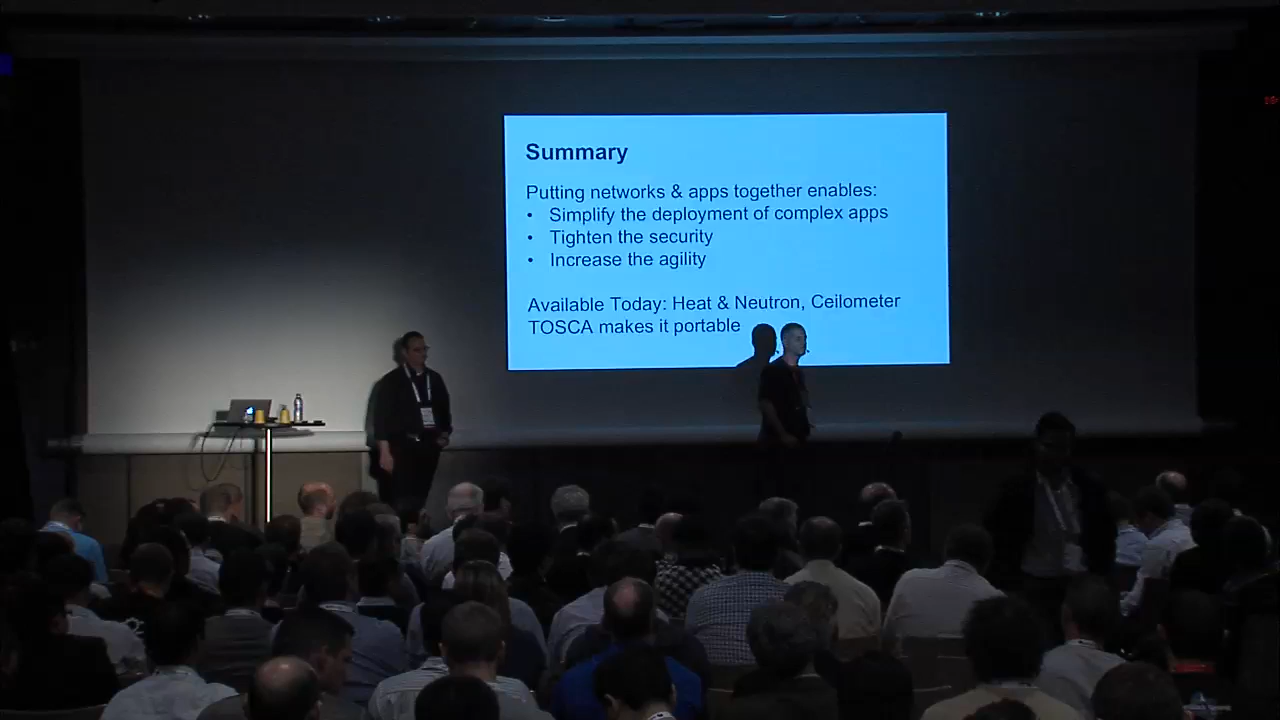 Summary
Putting networks & apps together enables:
• Simplify the deployment of complex apps
• Tighten the security
• Increase the agility
Available Today: Heat & Neutron, Ceilometer
TOSCA makes it portable